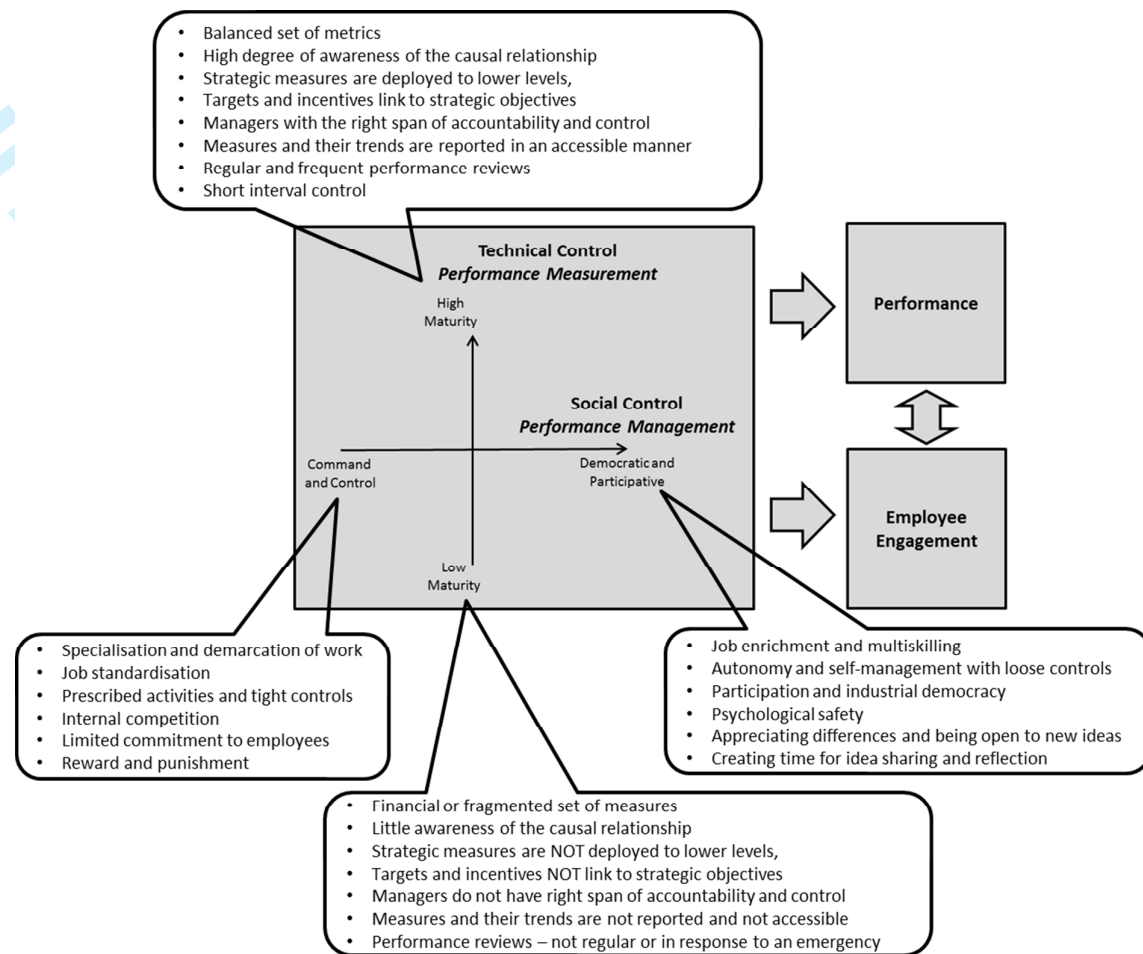 • Balanced set of metrics
• High degree of awareness of the causal relationship
• Strategic measures are deployed to lower levels,
• Targets and incentives link to strategic objectives
• Managers with the right span of accountability and control
• Measures and their trends are reported in an accessible manner
• Regular and frequent performance reviews
• Short interval control
Technical Control
Performance Measurement
High
Maturity
Performance
Social Control
Performance Management
Command
and Control
Democratic and
Participative
Employee
Engagement
Low
Maturity
• Specialisation and demarcation of work
• Job standardisation
• Prescribed activities and tight controls
• Internal competition
• Limited commitment to employees
• Reward and punishment
• Job enrichment and multiskilling
• Autonomy and self-management with loose controls
• Participation and industrial democracy
• Psychological safety
• Appreciating differences and being open to new ideas
• Creating time for idea sharing and reflection
• Financial or fragmented set of measures
• Little awareness of the causal relationship
• Strategic measures are NOT deployed to lower levels,
• Targets and incentives NOT link to strategic objectives
• Managers do not have right span of accountability and control
• Measures and their trends are not reported and not accessible
• Performance reviews – not regular or in response to an emergency